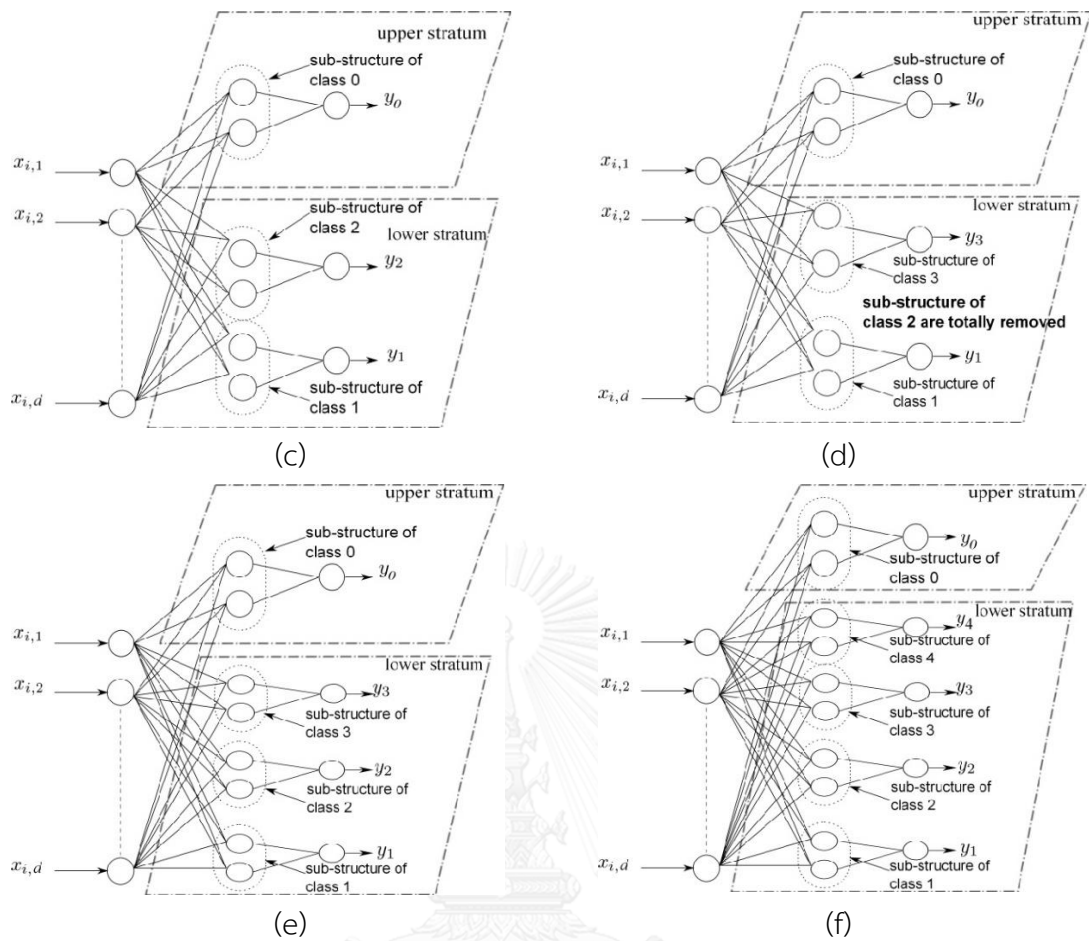 upper stratum
sub-structure of
class 0
y_o
x_{i,1}
x_{i,2}
sub-structure of
class 2
lower stratum
y_2
y_1
x_{i,d}
sub-structure of
class 1
(c)
upper stratum
sub-structure of
class 0
y_o
x_{i,1}
x_{i,2}
lower stratum
y_3
sub-structure of
class 3
sub-structure of
class 2 are totally removed
y_1
x_{i,d}
sub-structure of
class 1
(d)
upper stratum
sub-structure of
class 0
y_o
x_{i,1}
x_{i,2}
lower stratum
y_3
sub-structure of
class 3
y_2
sub-structure of
class 2
y_1
x_{i,d}
sub-structure of
class 1
(e)
upper stratum
y_o
sub-structure of
class 0
x_{i,1}
lower stratum
y_4
sub-structure of
class 4
x_{i,2}
y_3
sub-structure of
class 3
y_2
sub-structure of
class 2
y_1
x_{i,d}
sub-structure of
class 1
(f)